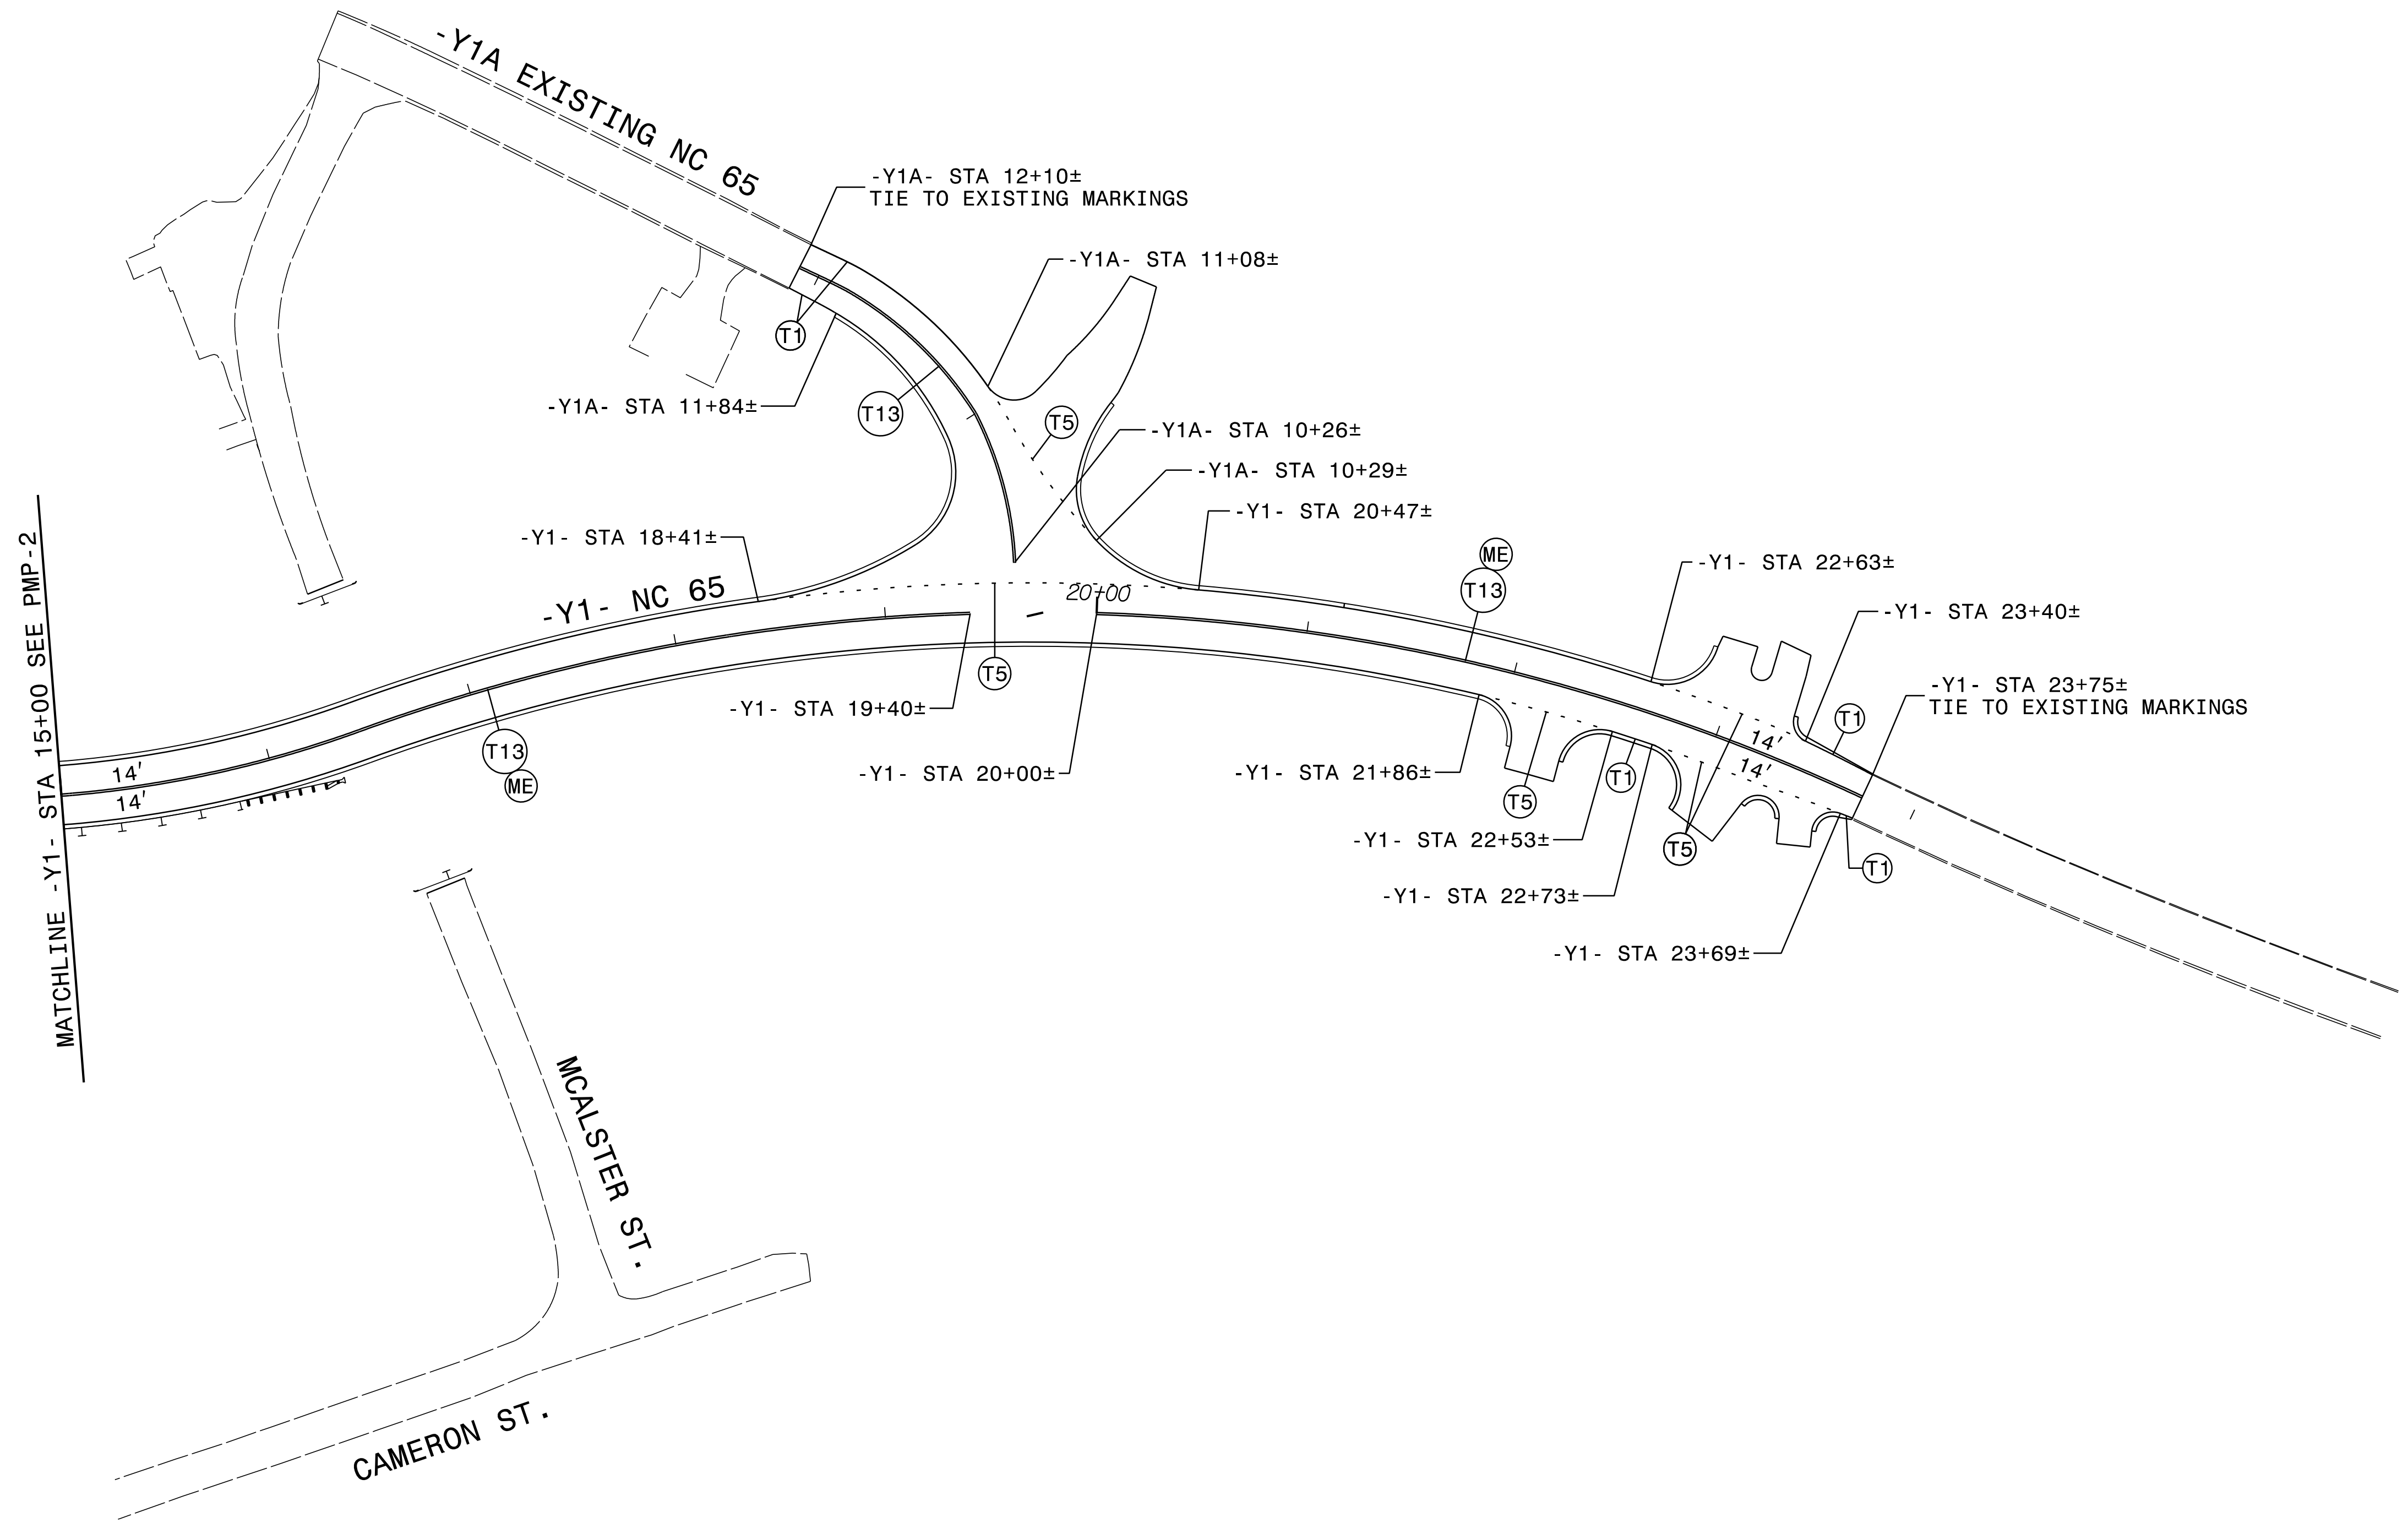 -Y1A EXISTING NC 65
-Y1A- STA 12+10±
TIE TO EXISTING MARKINGS
-Y1A- STA 11+08±
T1
-Y1A- STA 11+84±
T13
T5
-Y1A- STA 10+26±
-Y1A- STA 10+29±
-Y1- STA 20+47±
-Y1- STA 18+41±
ME
T13
-Y1- STA 22+63±
-Y1- NC 65
20+00
-Y1- STA 23+40±
T5
-Y1- STA 23+75±
TIE TO EXISTING MARKINGS
-Y1- STA 19+40±
T1
14'
14'
T13
ME
14'
14'
MATCHLINE -Y1- STA 15+00 SEE PMP-2
-Y1- STA 20+00±
-Y1- STA 21+86±
T1
T5
-Y1- STA 22+53±
T5
T1
-Y1- STA 22+73±
-Y1- STA 23+69±
MCALSTER ST.
CAMERON ST.